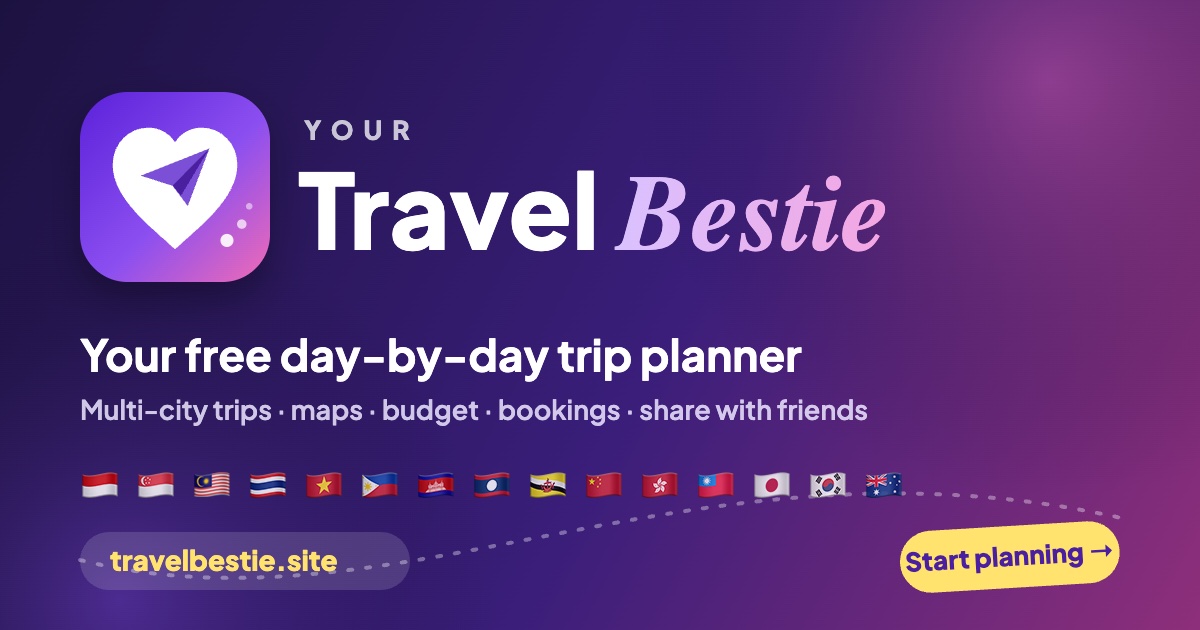 YOUR
Travel Bestie
Your free day-by-day trip planner
Multi-city trips · maps · budget · bookings · share with friends
travelbestie.site
Start planning →